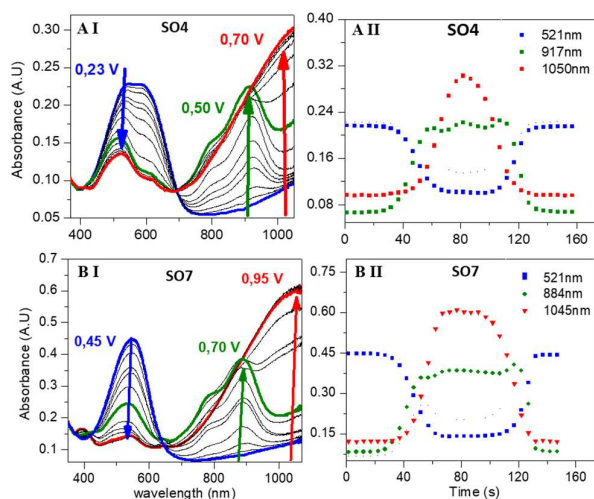 A I SO4
0,70 V
0,23 V
0,50 V
Absorbance (A.U)
0.30
0.25
0.20
0.15
0.10
0.05
400 600 800 1000
A II SO4
521nm
917nm
1050nm
0.40
0.32
0.24
0.16
0.08
0 40 80 120 160
B I SO7
0,95 V
0,45 V
0,70 V
Absorbance (A.U)
0.7
0.6
0.5
0.4
0.3
0.2
0.1
400 600 800 1000
wavelength (nm)
B II SO7
521nm
884nm
1045nm
0.75
0.60
0.45
0.30
0.15
0 40 80 120 160
Time (s)